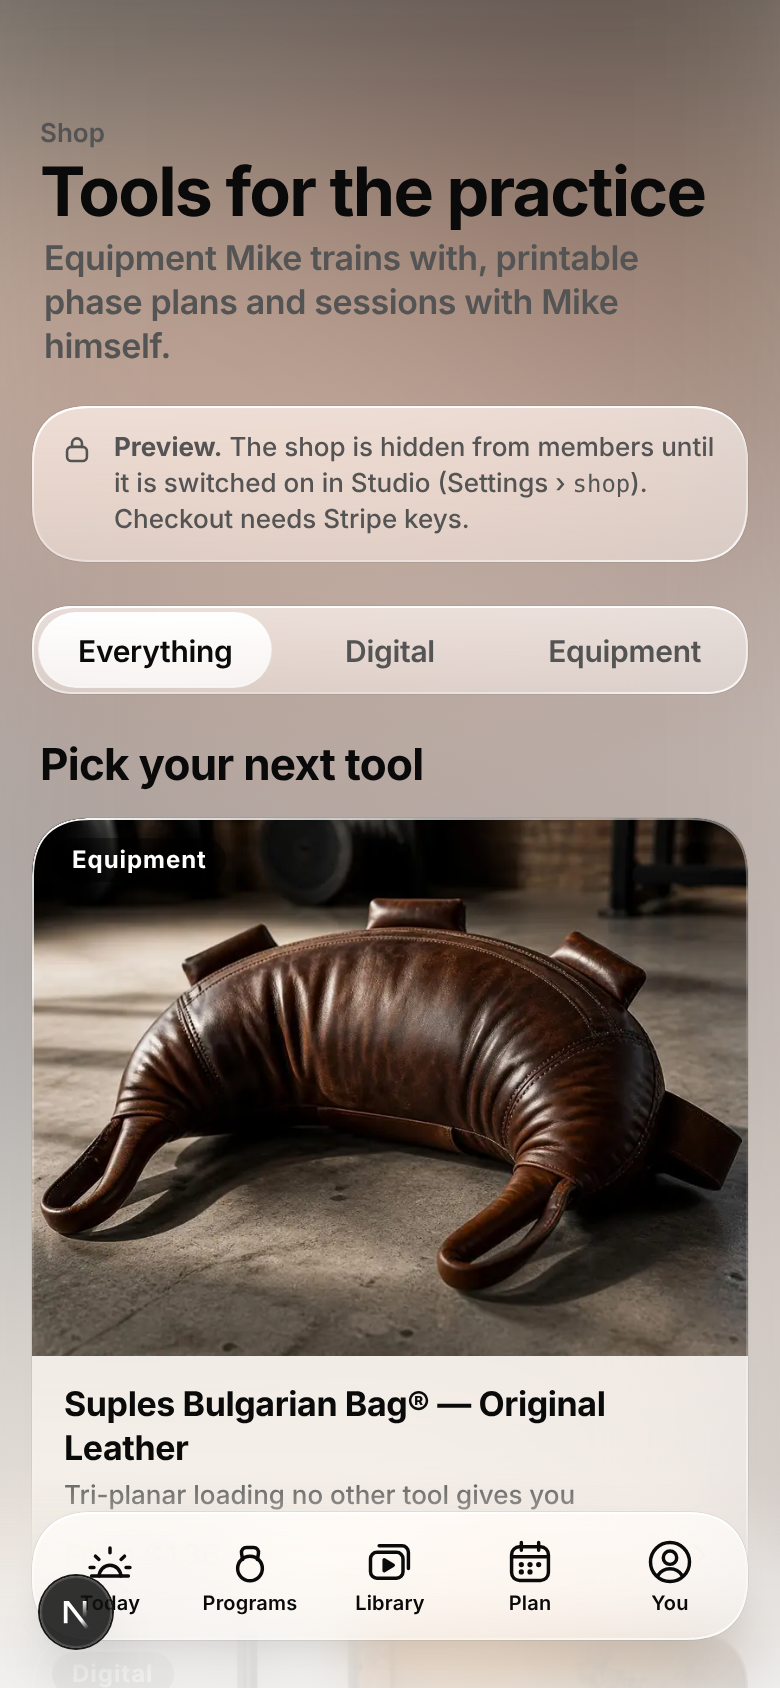 Shop
Tools for the practice
Equipment Mike trains with, printable
phase plans and sessions with Mike
himself.
Preview. The shop is hidden from members until
it is switched on in Studio (Settings › shop).
Checkout needs Stripe keys.
Everything Digital Equipment
Pick your next tool
Equipment
Suples Bulgarian Bag® — Original
Leather
Tri-planar loading no other tool gives you
Today Programs Library Plan You
N
Digital